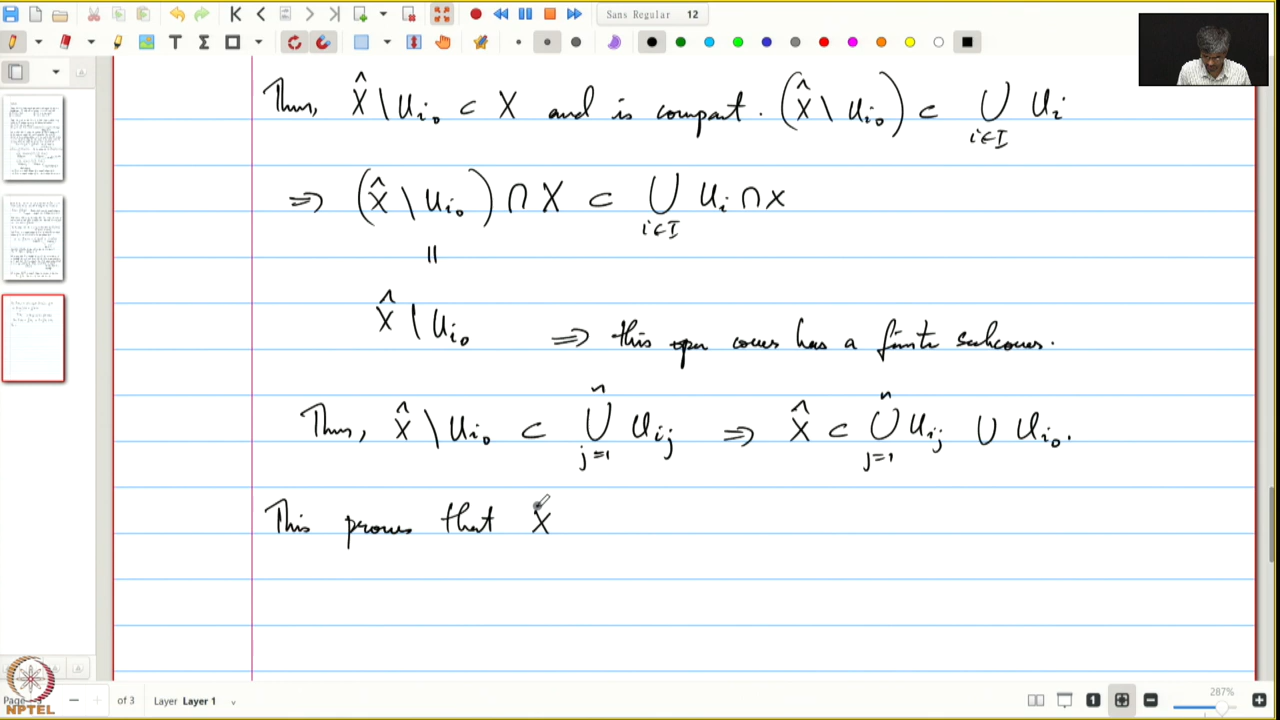 Sans Regular 12
Thus, X̂ \ U_{i₀} ⊂ X and is compact. (X̂ \ U_{i₀}) ⊂ ⋃_{i∈I} U_i
⇒ (X̂ \ U_{i₀}) ∩ X ⊂ ⋃_{i∈I} U_i ∩ X
||
X̂ \ U_{i₀} ⇒ this open cover has a finite subcover.
Thus, X̂ \ U_{i₀} ⊂ ⋃_{j=1}^{n} U_{i_j} ⇒ X̂ ⊂ ⋃_{j=1}^{n} U_{i_j} ∪ U_{i₀}.
This proves that X
NPTEL
Page of 3 Layer Layer 1 287%